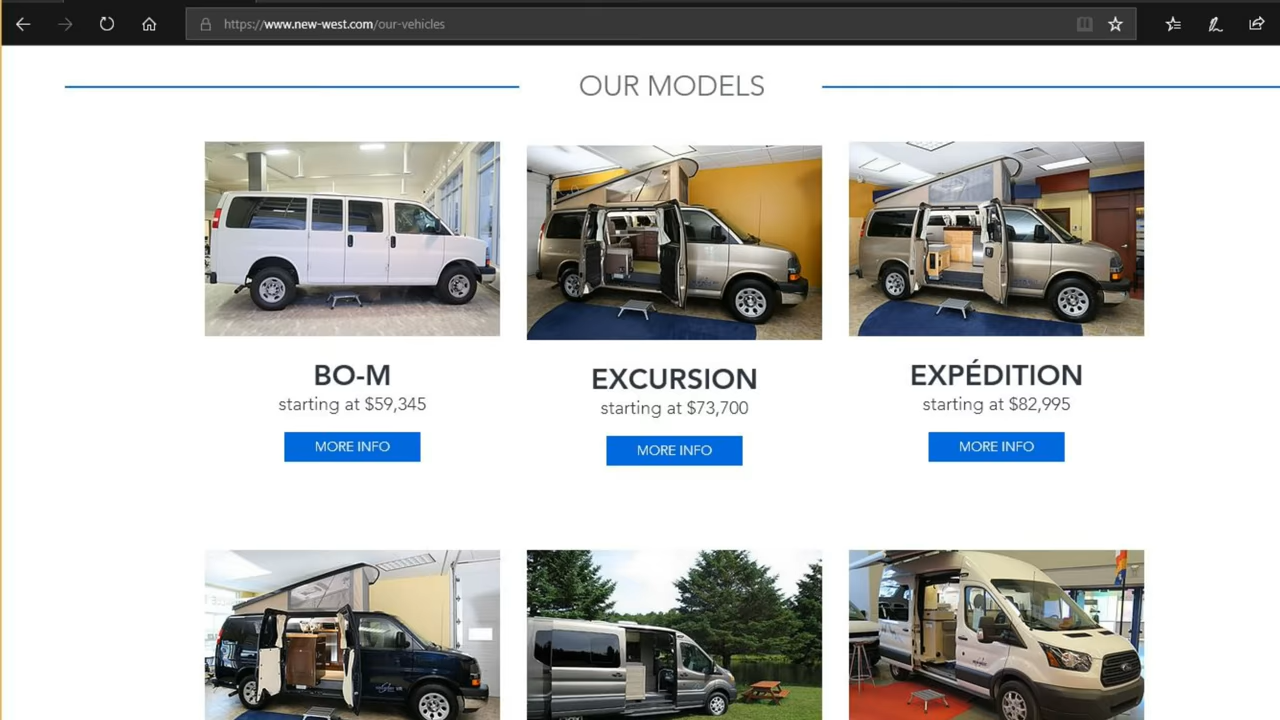 https://www.new-west.com/our-vehicles
OUR MODELS
BO-M
starting at $59,345
MORE INFO
EXCURSION
starting at $73,700
MORE INFO
EXPÉDITION
starting at $82,995
MORE INFO